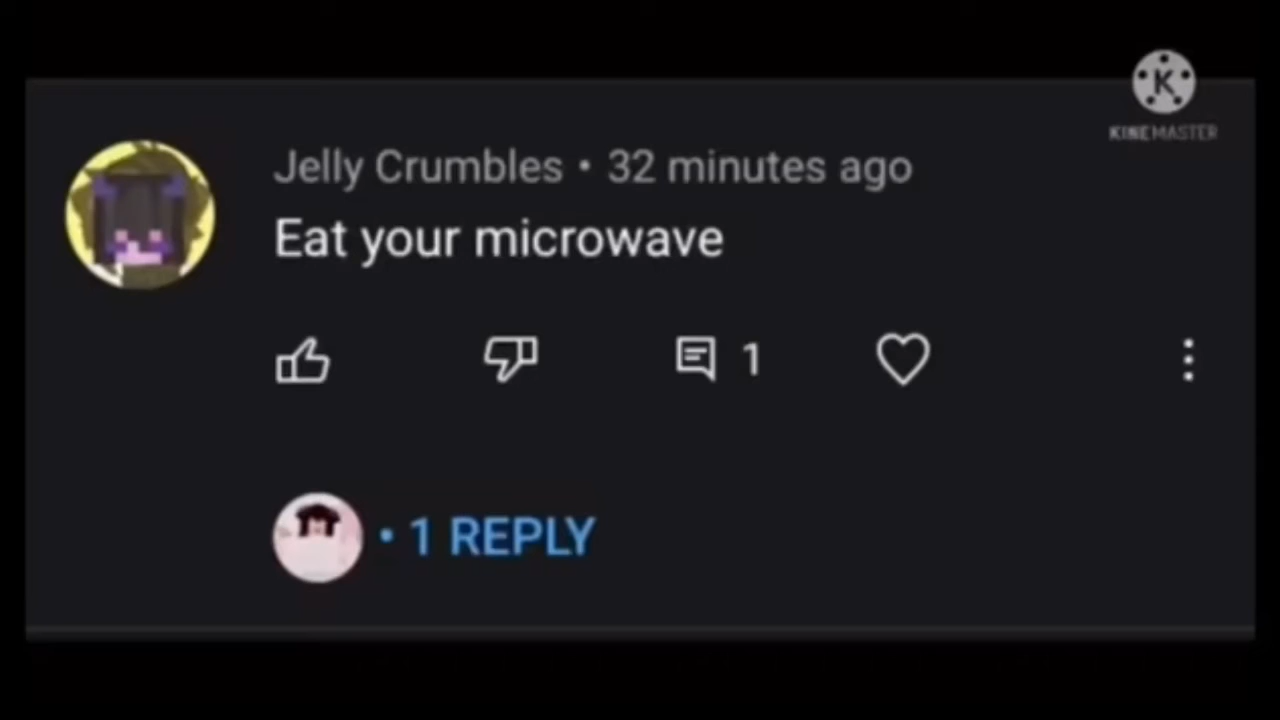 K
KINEMASTER
Jelly Crumbles • 32 minutes ago
Eat your microwave
1
• 1 REPLY